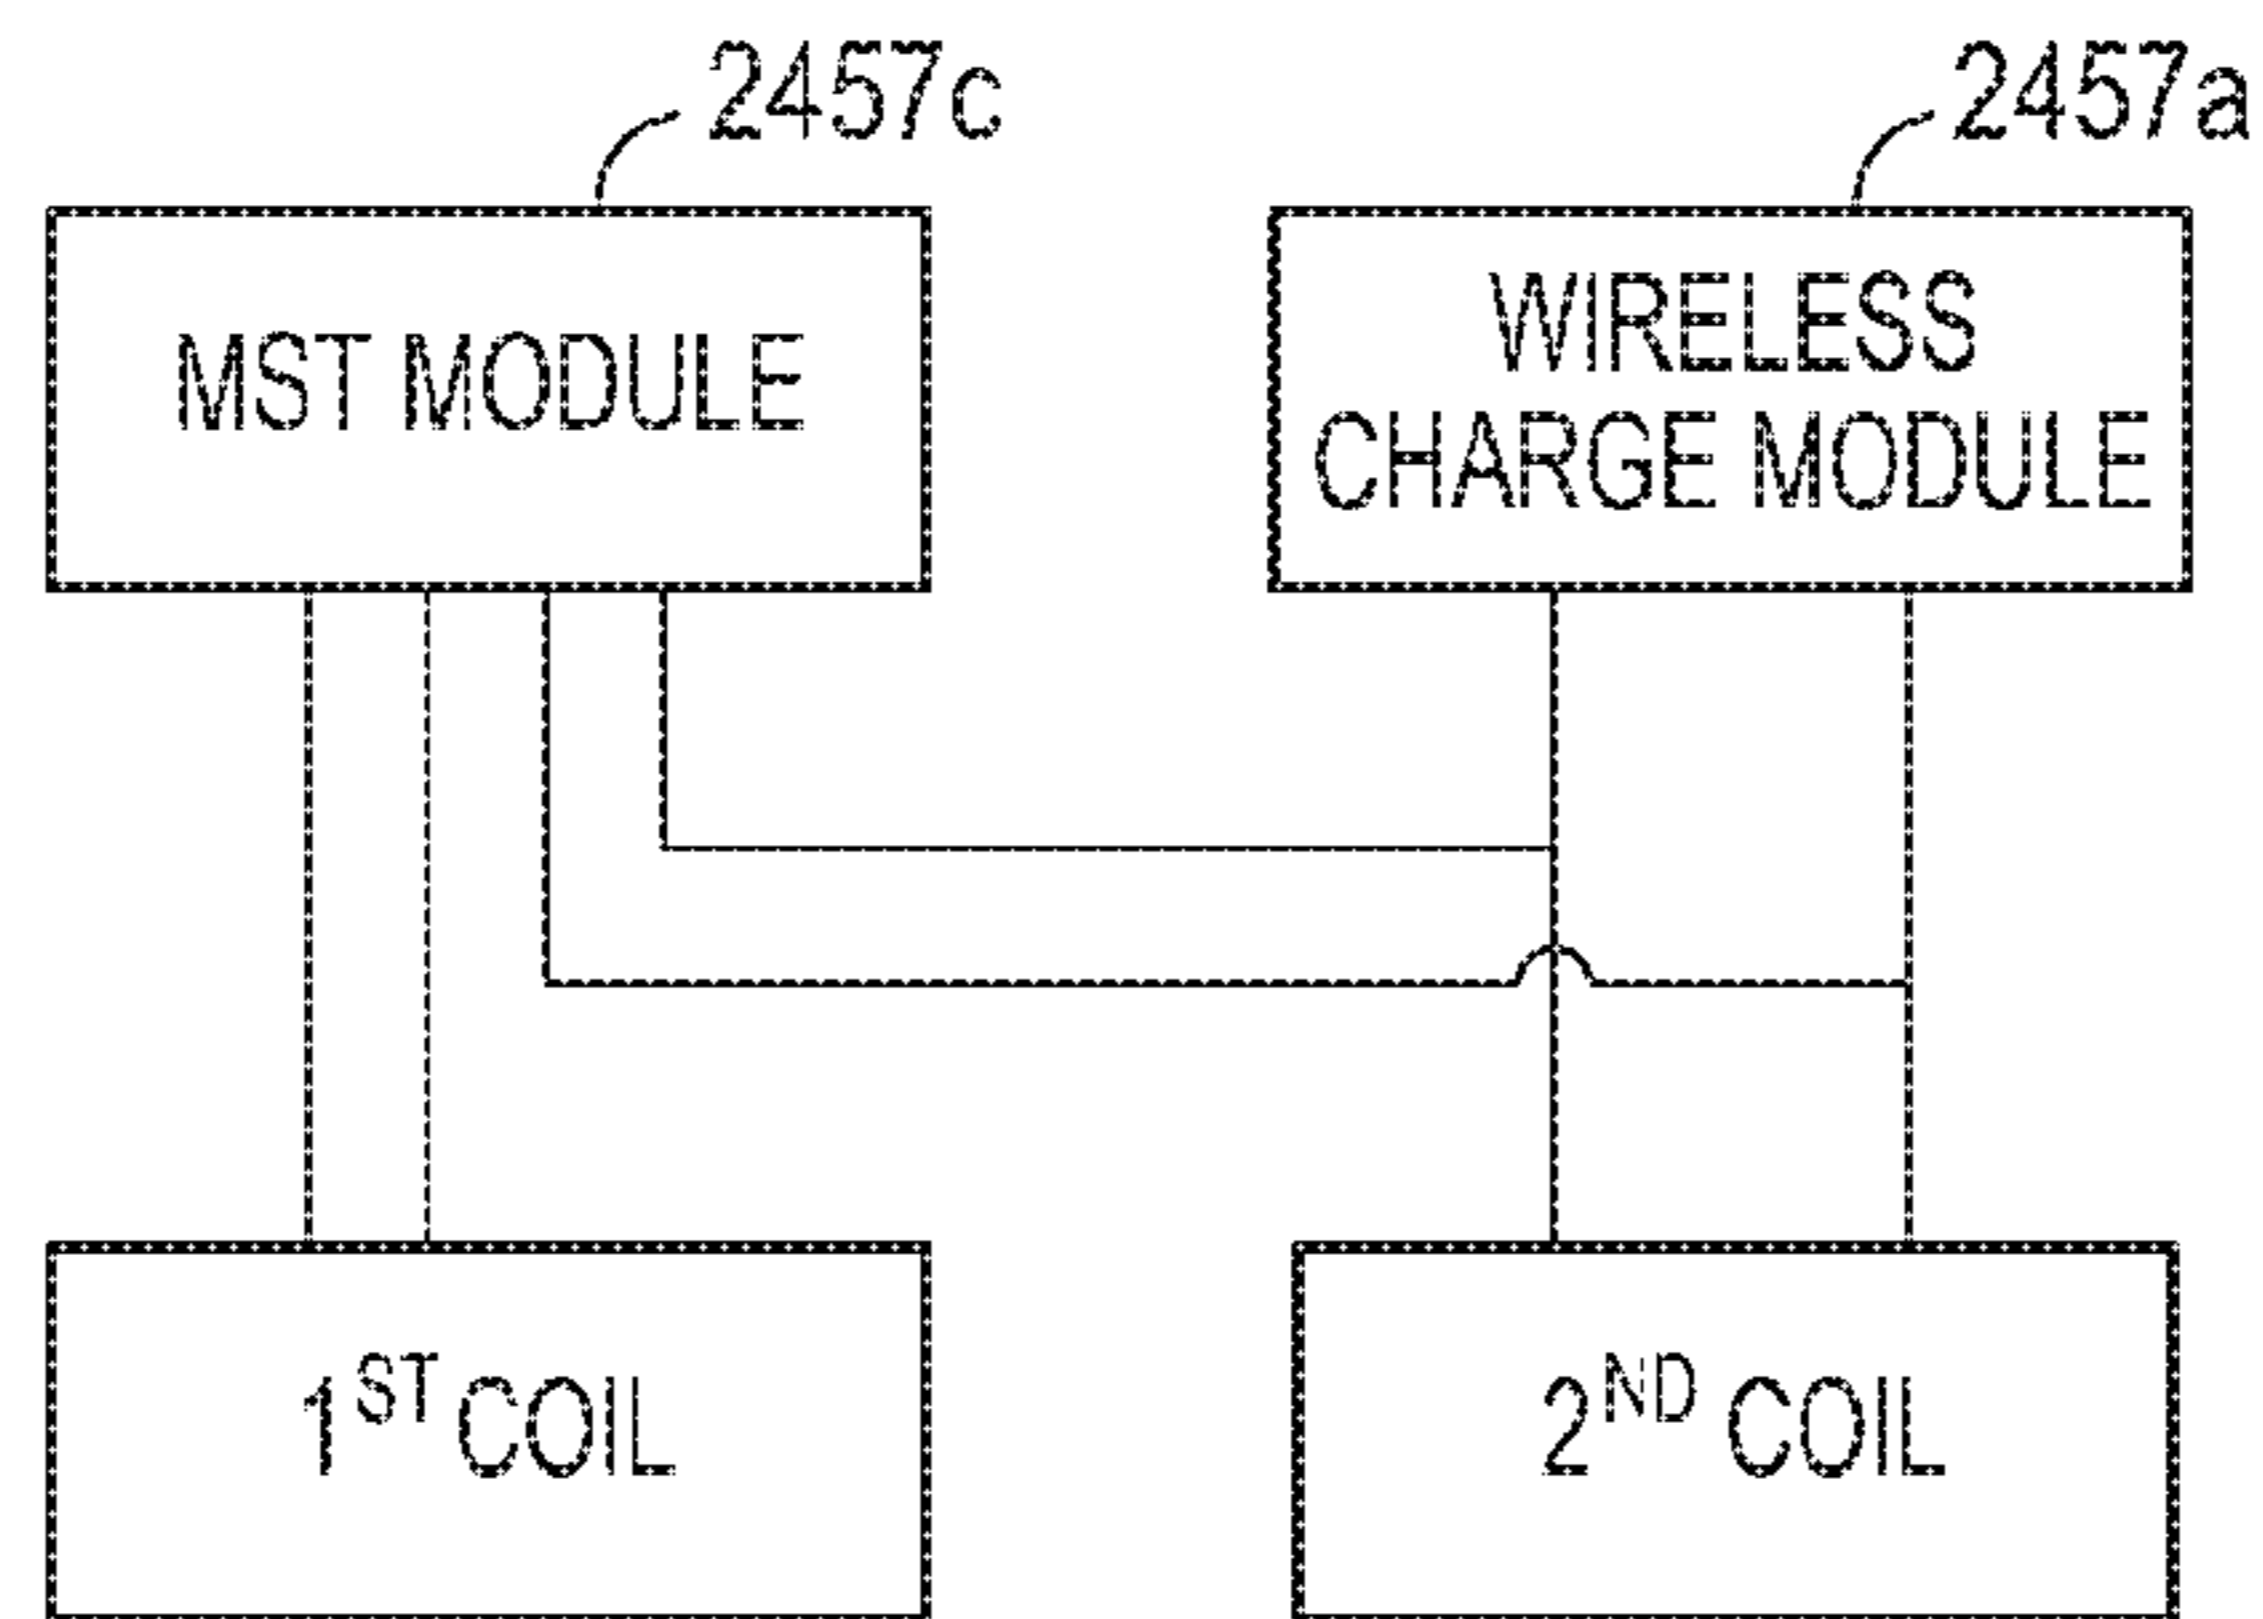 2457c
2457a
MST MODULE
WIRELESS
CHARGE MODULE
1ST COIL
2ND COIL